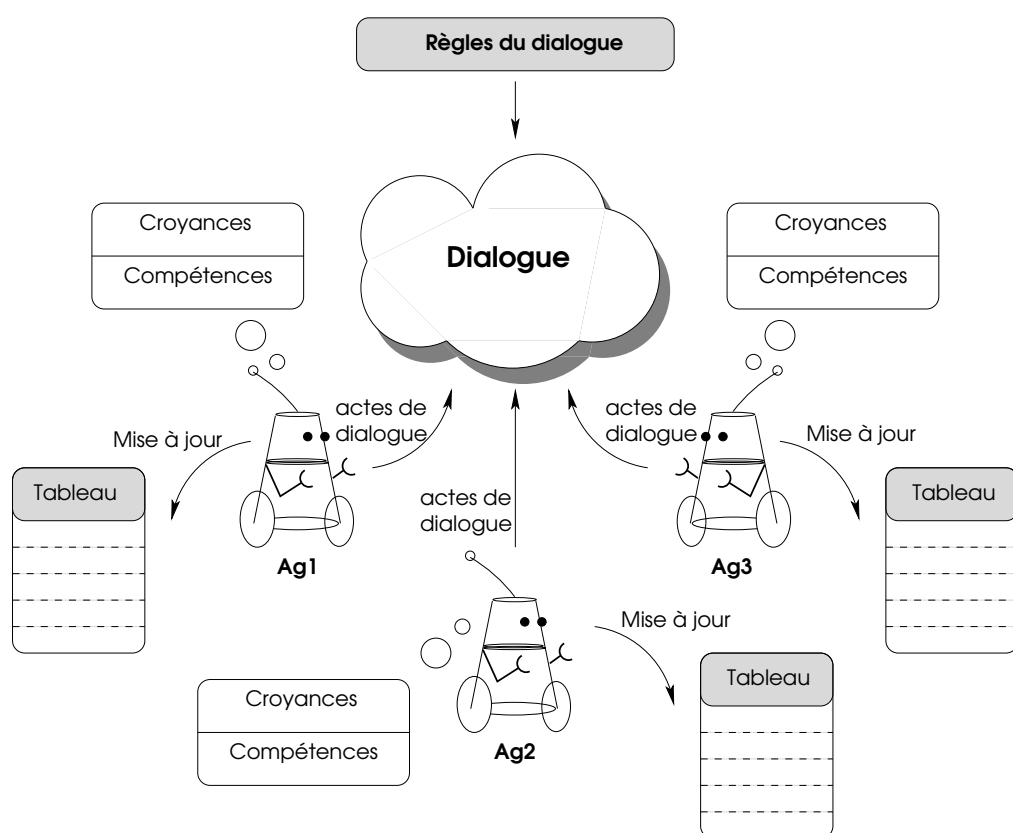 Règles du dialogue
Dialogue
Croyances
Compétences
Croyances
Compétences
actes de
dialogue
Mise à jour
Tableau
Ag1
actes de
dialogue
Mise à jour
Tableau
Ag3
actes de
dialogue
Mise à jour
Tableau
Croyances
Compétences
Ag2